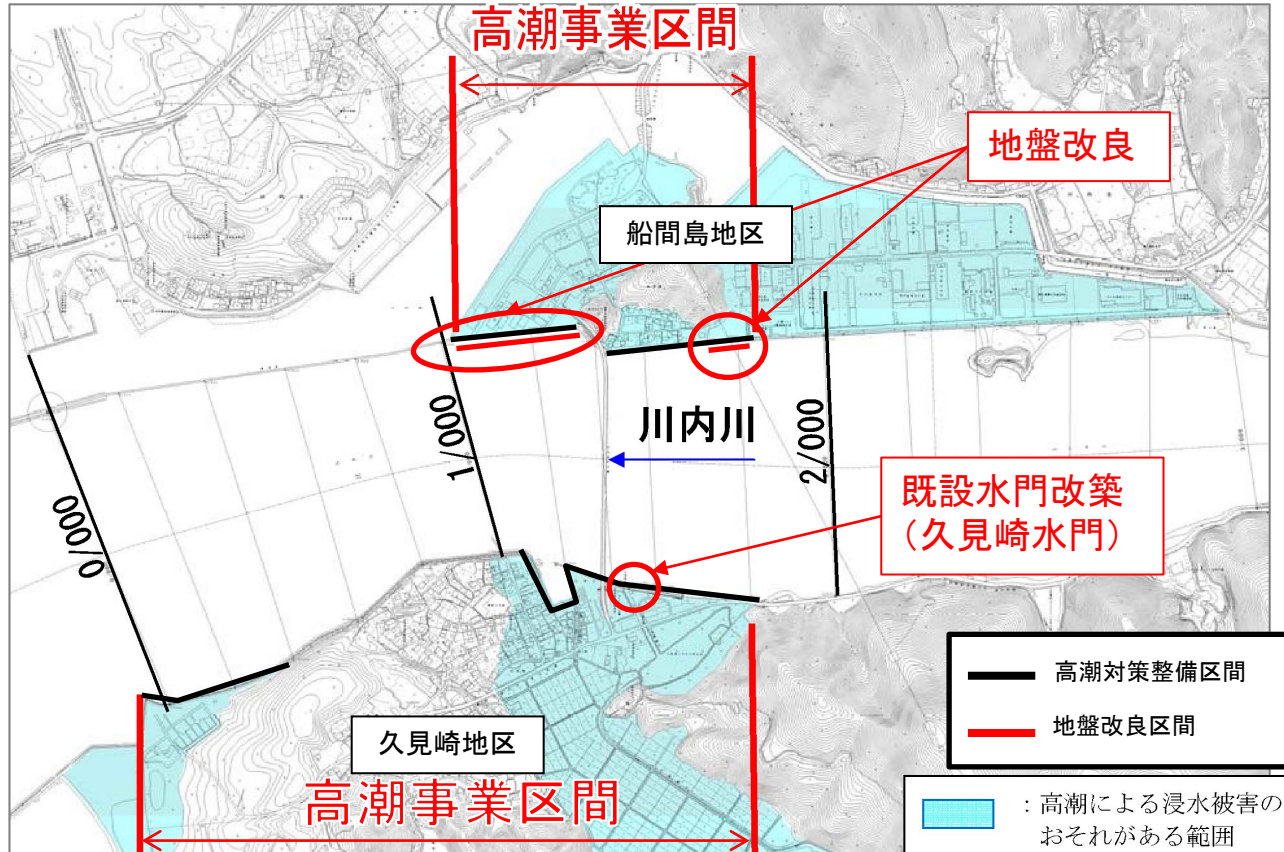 高潮事業区間
地盤改良
船間島地区
川内川
0/000
1/000
2/000
既設水門改築
（久見崎水門）
久見崎地区
高潮事業区間
高潮対策整備区間
地盤改良区間
：高潮による浸水被害の
おそれがある範囲